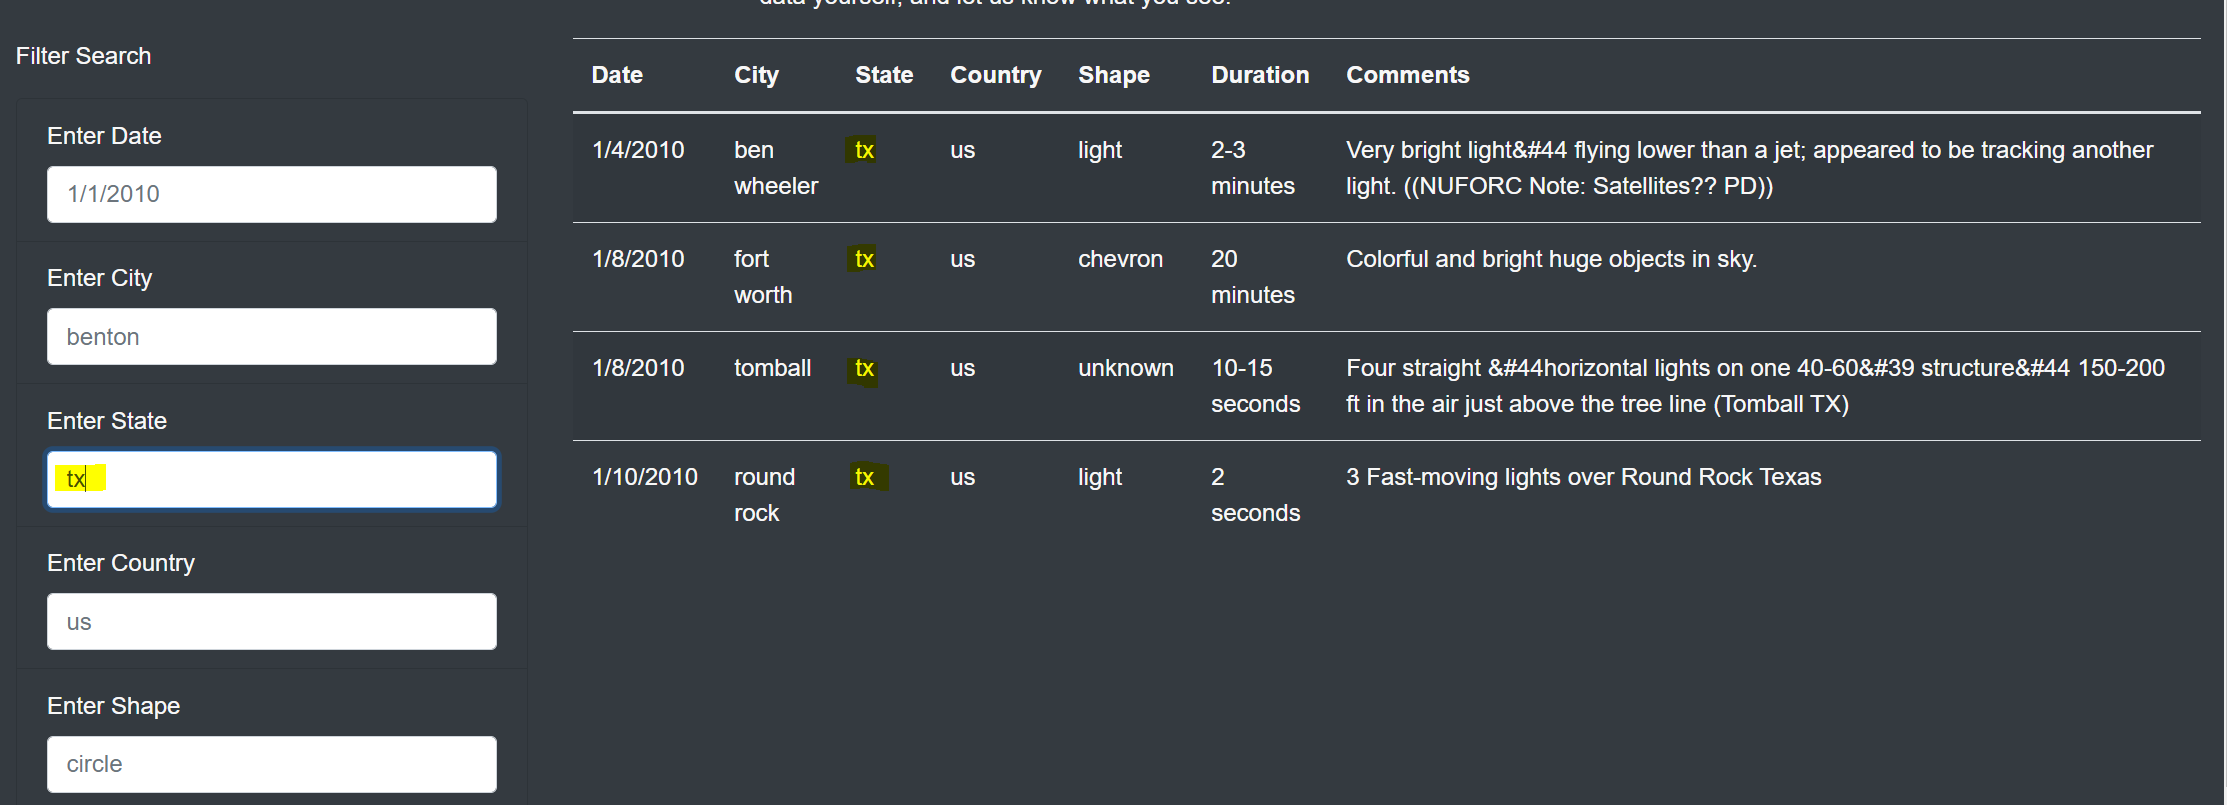 data yourself, and let us know what you see.
Filter Search
Enter Date
1/1/2010
Enter City
benton
Enter State
tx
Enter Country
us
Enter Shape
circle
Date City State Country Shape Duration Comments
1/4/2010 ben tx us light 2-3 Very bright light&#44 flying lower than a jet; appeared to be tracking another
wheeler minutes light. ((NUFORC Note: Satellites?? PD))
1/8/2010 fort tx us chevron 20 Colorful and bright huge objects in sky.
worth minutes
1/8/2010 tomball tx us unknown 10-15 Four straight &#44horizontal lights on one 40-60&#39 structure&#44 150-200
seconds ft in the air just above the tree line (Tomball TX)
1/10/2010 round tx us light 2 3 Fast-moving lights over Round Rock Texas
rock seconds